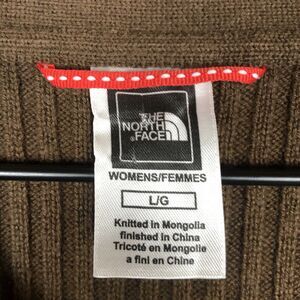 THE
NORTH
FACE
WOMENS/FEMMES
L/G
Knitted in Mongolia
finished in China
Tricoté en Mongolie
a fini en Chine